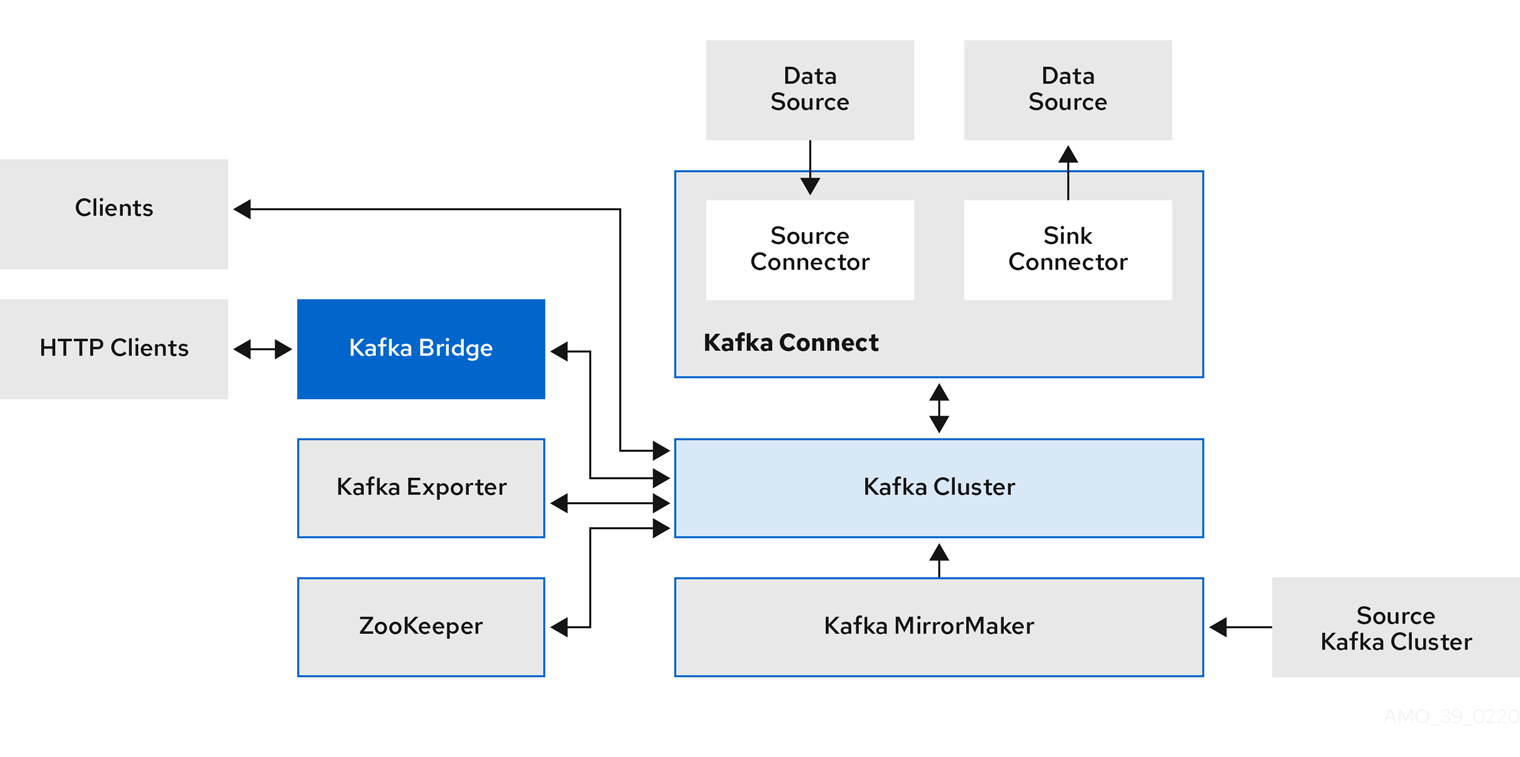 Data
Source
Data
Source
Clients
Source
Connector
Sink
Connector
HTTP Clients
Kafka Bridge
Kafka Connect
Kafka Exporter
Kafka Cluster
ZooKeeper
Kafka MirrorMaker
Source
Kafka Cluster
AMQ_39_0220